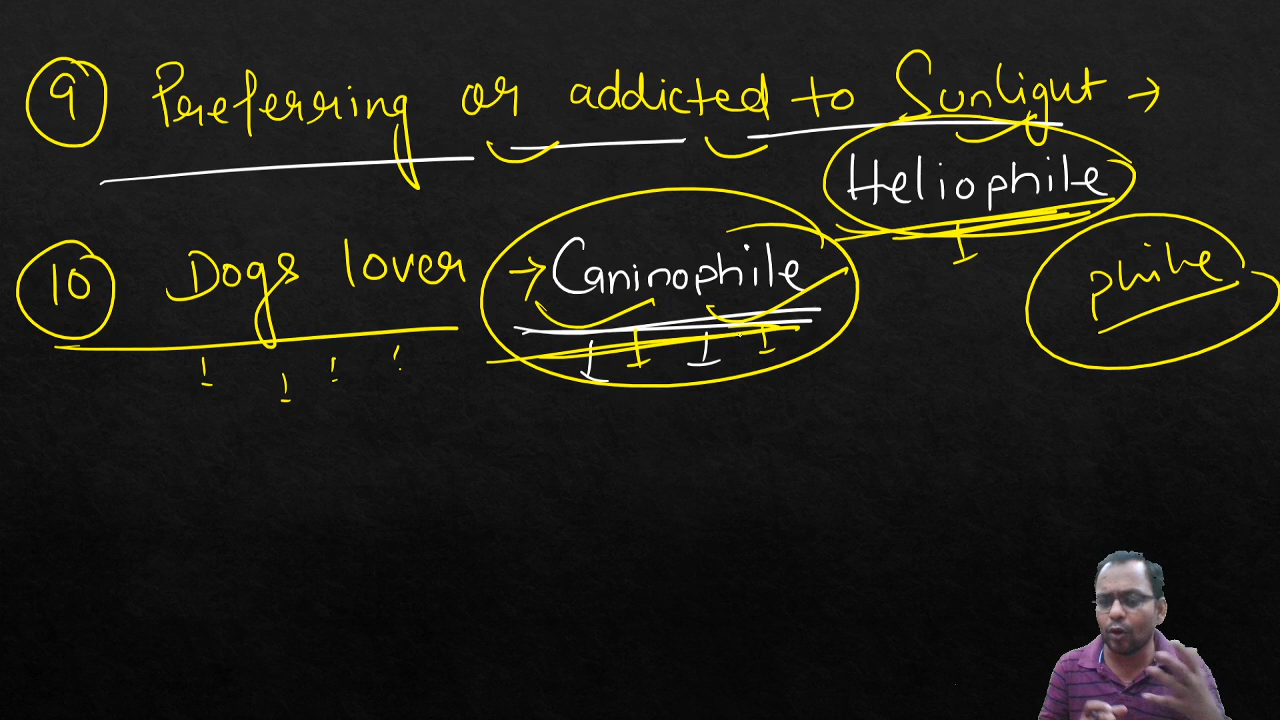 9 Preferring or addicted to Sunlight →
Heliophile
10 Dogs lover → Caninophile
phile